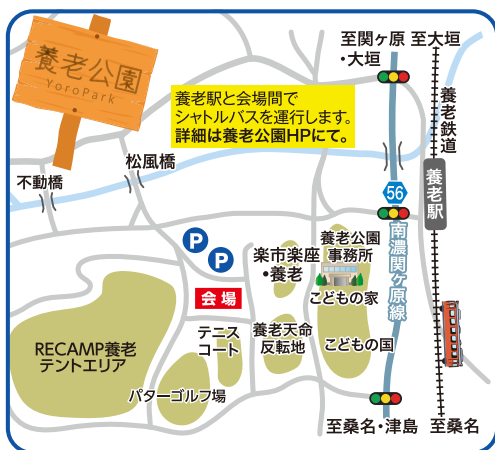 養老公園
YoroPark
養老駅と会場間で
シャトルバスを運行します。
詳細は養老公園HPにて。
至関ヶ原
・大垣
至大垣
養老鉄道
養老駅
56
南濃関ヶ原線
不動橋
松風橋
P
P
会場
楽市楽座
・養老
養老公園
事務所
こどもの家
こどもの国
テニス
コート
養老天命
反転地
RECAMP養老
テントエリア
パターゴルフ場
至桑名・津島
至桑名